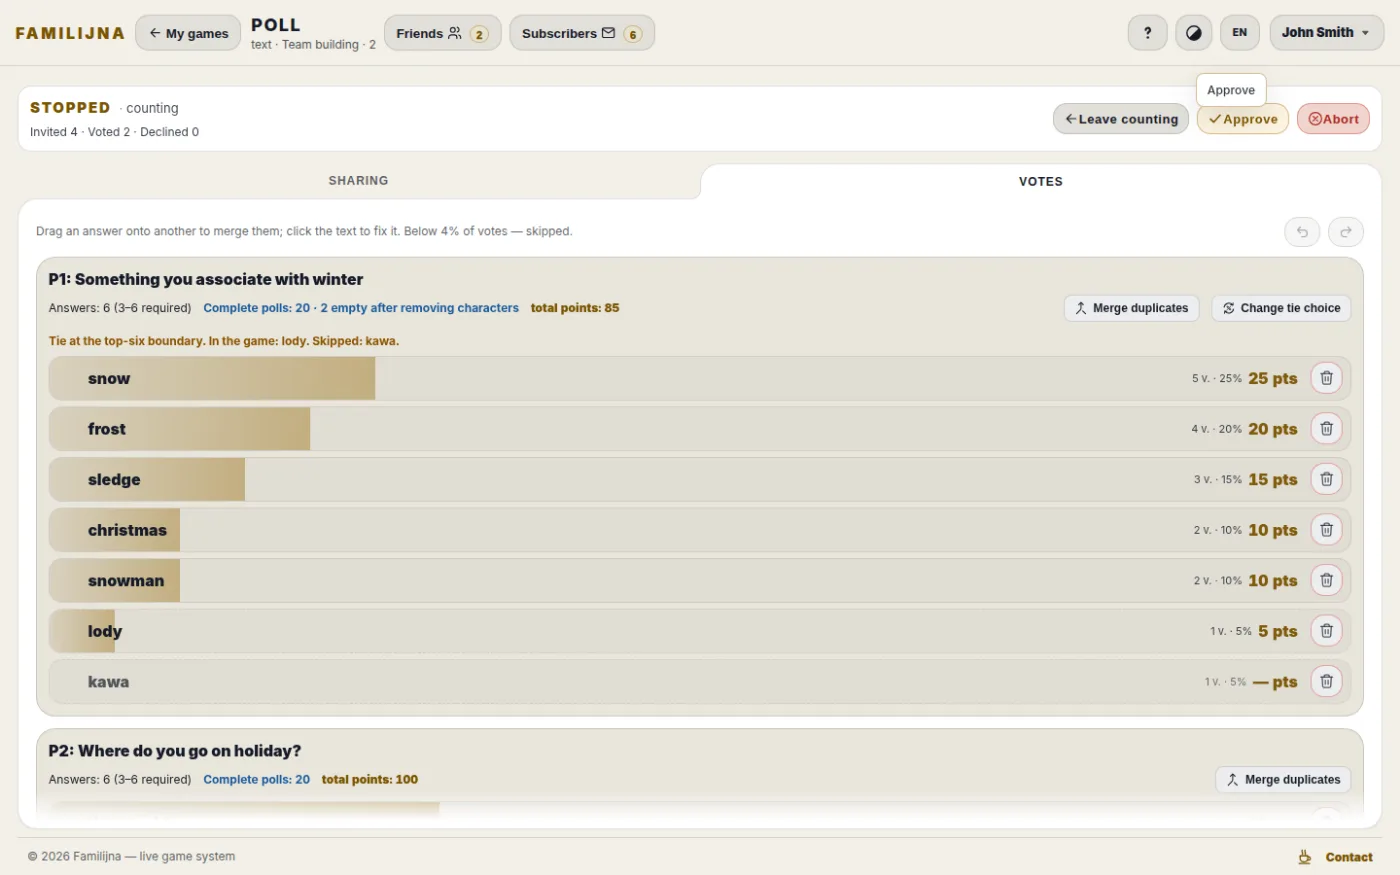 FAMILIJNA
← My games
POLL
text · Team building · 2
Friends 2
Subscribers 6
?
EN
John Smith
Approve
STOPPED · counting
Invited 4 · Voted 2 · Declined 0
Leave counting
Approve
Abort
SHARING
VOTES
Drag an answer onto another to merge them; click the text to fix it. Below 4% of votes — skipped.
P1: Something you associate with winter
Answers: 6 (3–6 required) Complete polls: 20 · 2 empty after removing characters total points: 85
Merge duplicates
Change tie choice
Tie at the top-six boundary. In the game: lody. Skipped: kawa.
snow 5 v. · 25% 25 pts
frost 4 v. · 20% 20 pts
sledge 3 v. · 15% 15 pts
christmas 2 v. · 10% 10 pts
snowman 2 v. · 10% 10 pts
lody 1 v. · 5% 5 pts
kawa 1 v. · 5% — pts
P2: Where do you go on holiday?
Answers: 6 (3–6 required) Complete polls: 20 total points: 100
Merge duplicates
© 2026 Familijna — live game system
Contact